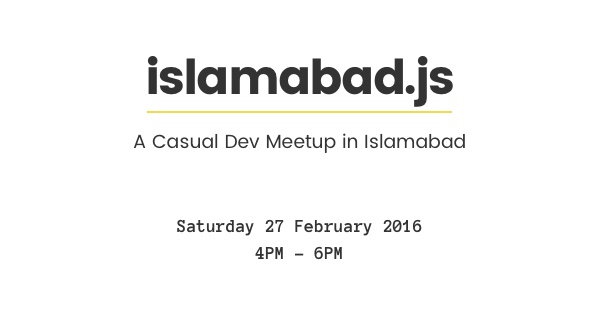 islamabad.js
A Casual Dev Meetup in Islamabad
Saturday 27 February 2016
4PM – 6PM